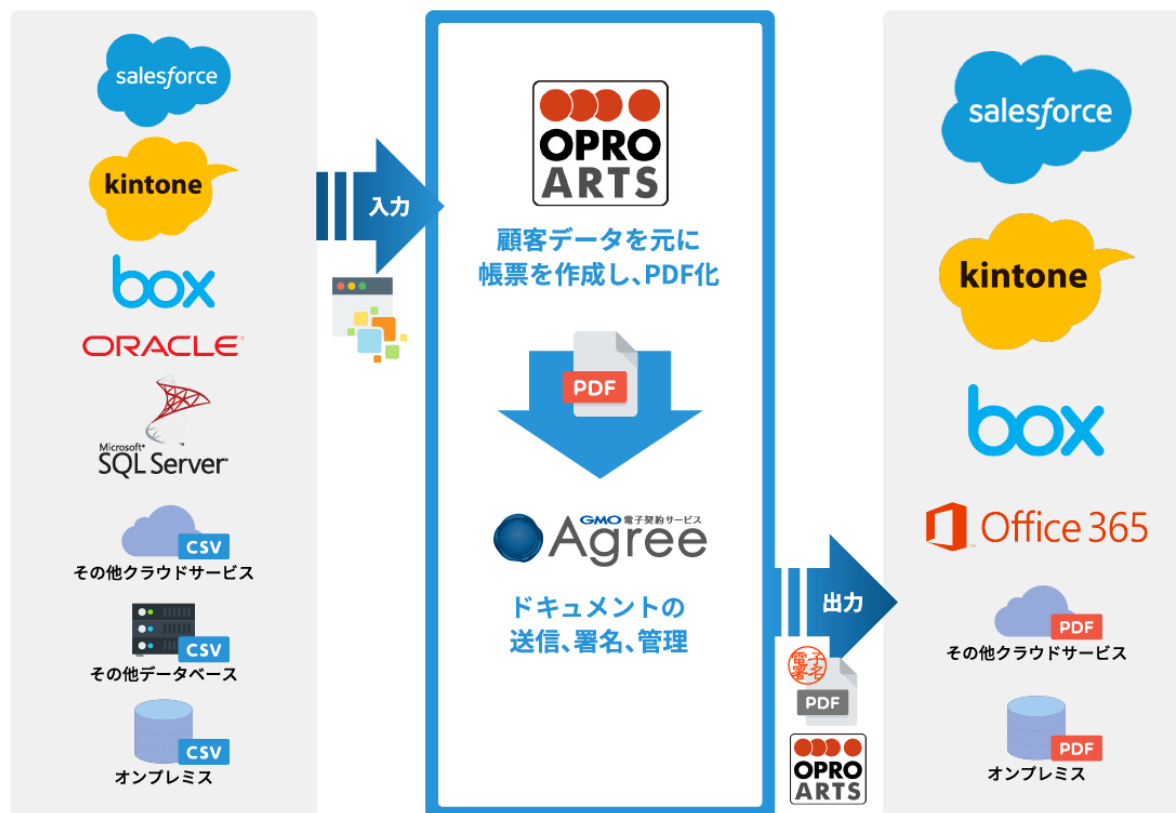 salesforce
kintone
box
ORACLE
Microsoft®
SQL Server™
CSV
その他クラウドサービス
CSV
その他データベース
CSV
オンプレミス
入力
OPRO
ARTS
顧客データを元に
帳票を作成し、PDF化
PDF
GMO 電子契約サービス
Agree
ドキュメントの
送信、署名、管理
出力
電子署名
PDF
OPRO
ARTS
salesforce
kintone
box
Office 365
PDF
その他クラウドサービス
PDF
オンプレミス